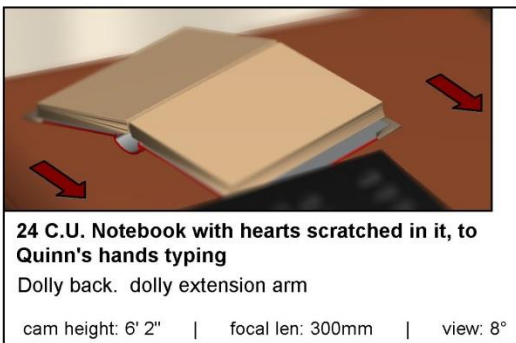 24 C.U. Notebook with hearts scratched in it, to
Quinn's hands typing
Dolly back. dolly extension arm
cam height: 6' 2" | focal len: 300mm | view: 8°